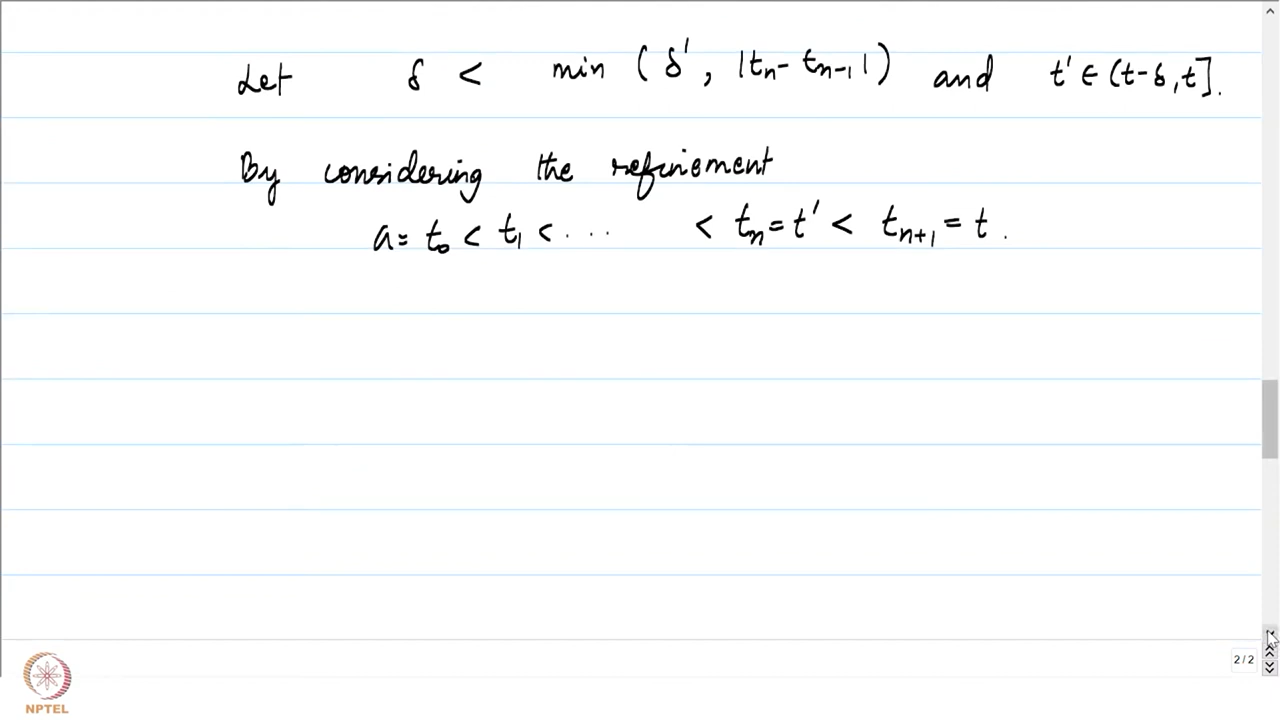 Let δ < min ( δ' , |tn - tn-1| ) and t' ∈ (t-δ, t].
By considering the refinement
a = t0 < t1 < ... < tn = t' < tn+1 = t .
2 / 2
NPTEL